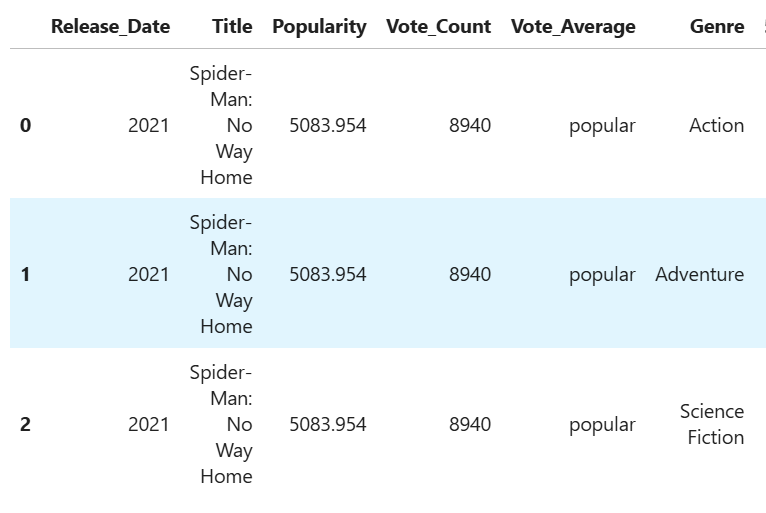 Release_Date Title Popularity Vote_Count Vote_Average Genre
0 2021 Spider-Man: No Way Home 5083.954 8940 popular Action
1 2021 Spider-Man: No Way Home 5083.954 8940 popular Adventure
2 2021 Spider-Man: No Way Home 5083.954 8940 popular Science Fiction